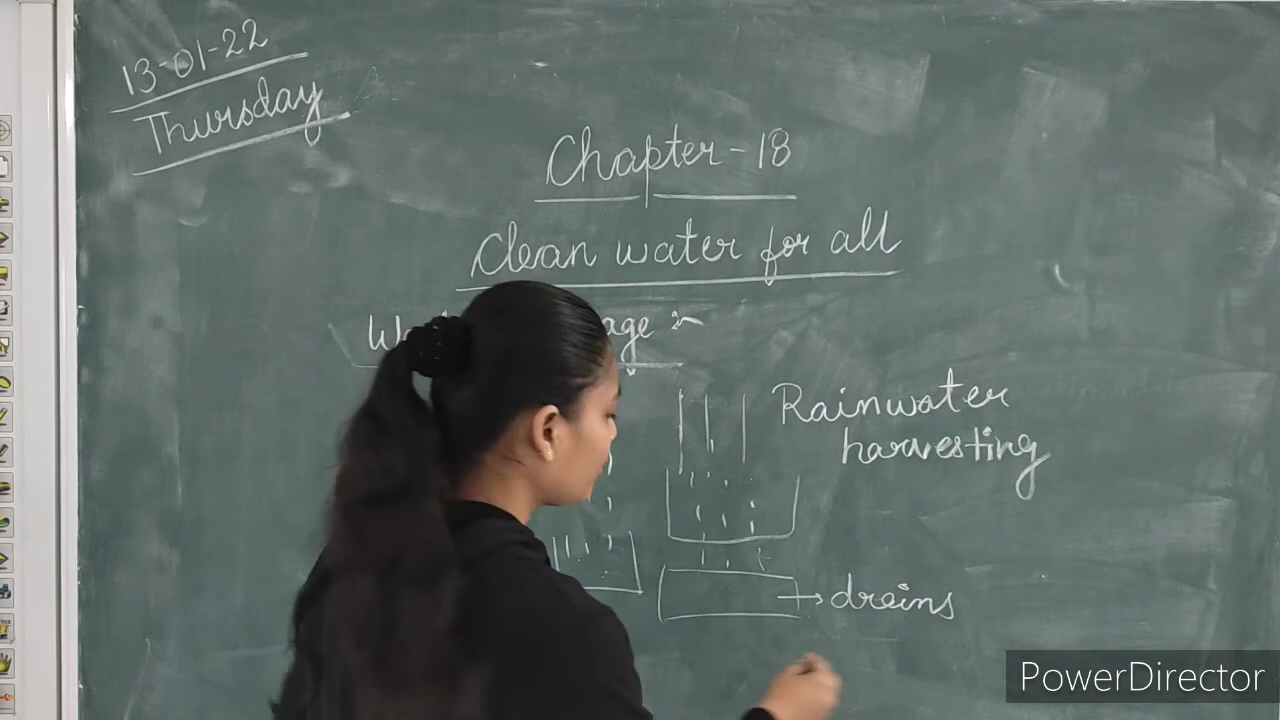 13-01-22
Thursday
Chapter-18
Clean water for all
Rainwater
harvesting
drains
PowerDirector